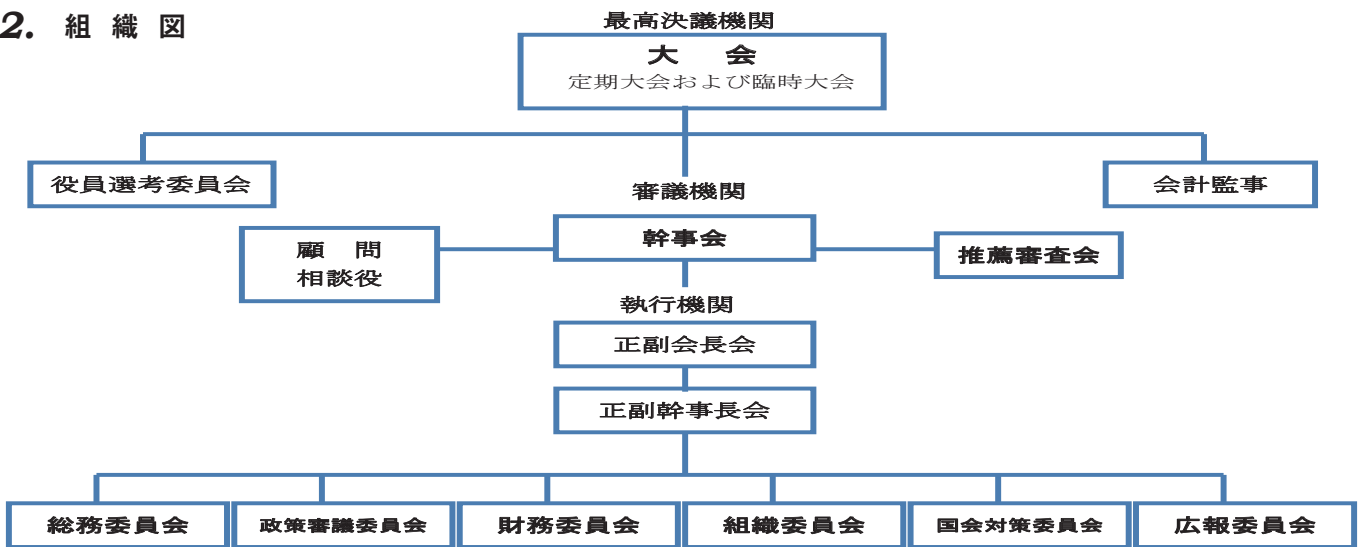 2. 組 織 図
最高決議機関
大 会
定期大会および臨時大会
役員選考委員会
会計監事
審議機関
幹事会
顧 問
相談役
推薦審査会
執行機関
正副会長会
正副幹事長会
総務委員会
政策審議委員会
財務委員会
組織委員会
国会対策委員会
広報委員会